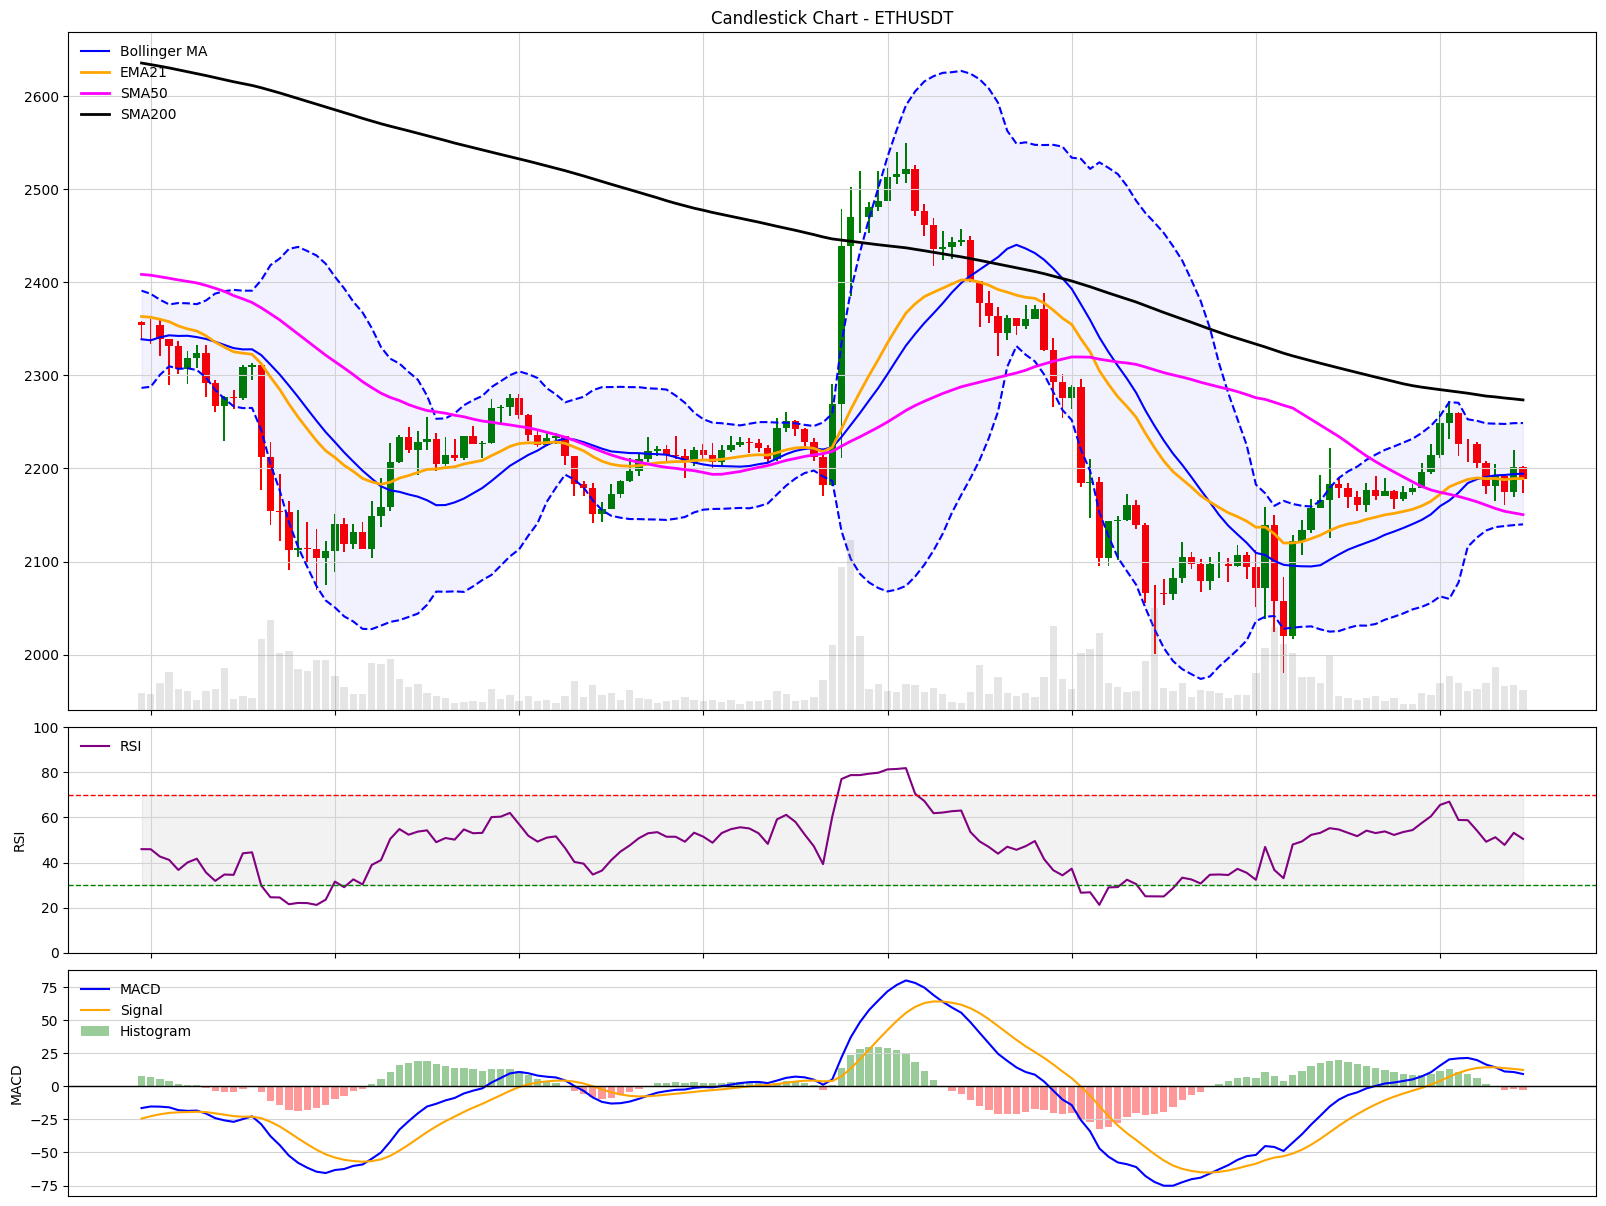 Candlestick Chart - ETHUSDT
Bollinger MA
EMA21
SMA50
SMA200
2600
2500
2400
2300
2200
2100
2000
RSI
100
80
60
40
20
0
RSI
MACD
Signal
Histogram
75
50
25
0
−25
−50
−75
MACD